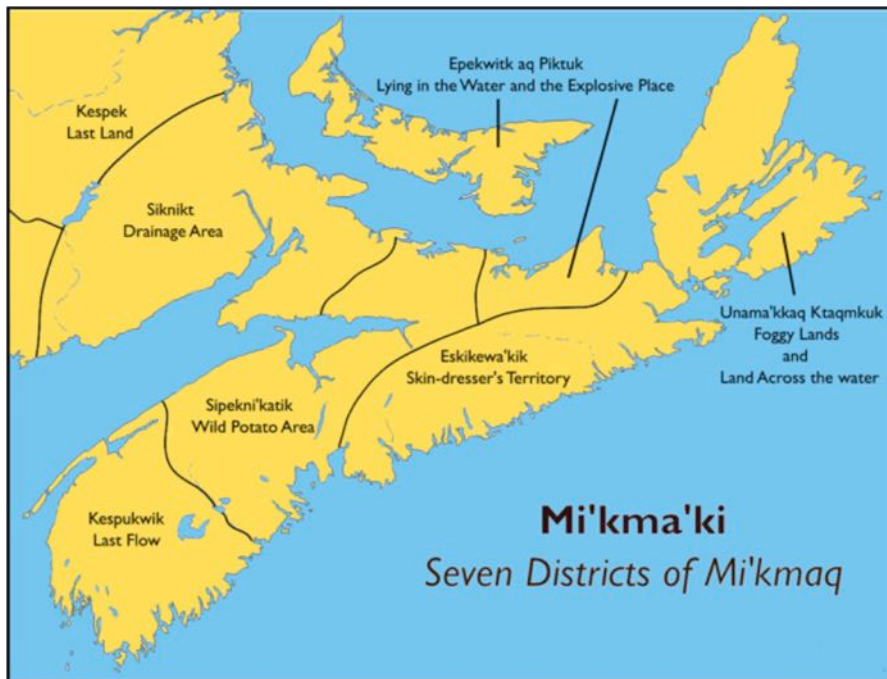 Epekwitk aq Piktuk
Lying in the Water and the Explosive Place
Kespek
Last Land
Siknikt
Drainage Area
Unama'kkaq Ktaqmkuk
Foggy Lands
and
Land Across the water
Eskikewa'kik
Skin-dresser's Territory
Sipekni'katik
Wild Potato Area
Kespukwik
Last Flow
Mi'kma'ki
Seven Districts of Mi'kmaq